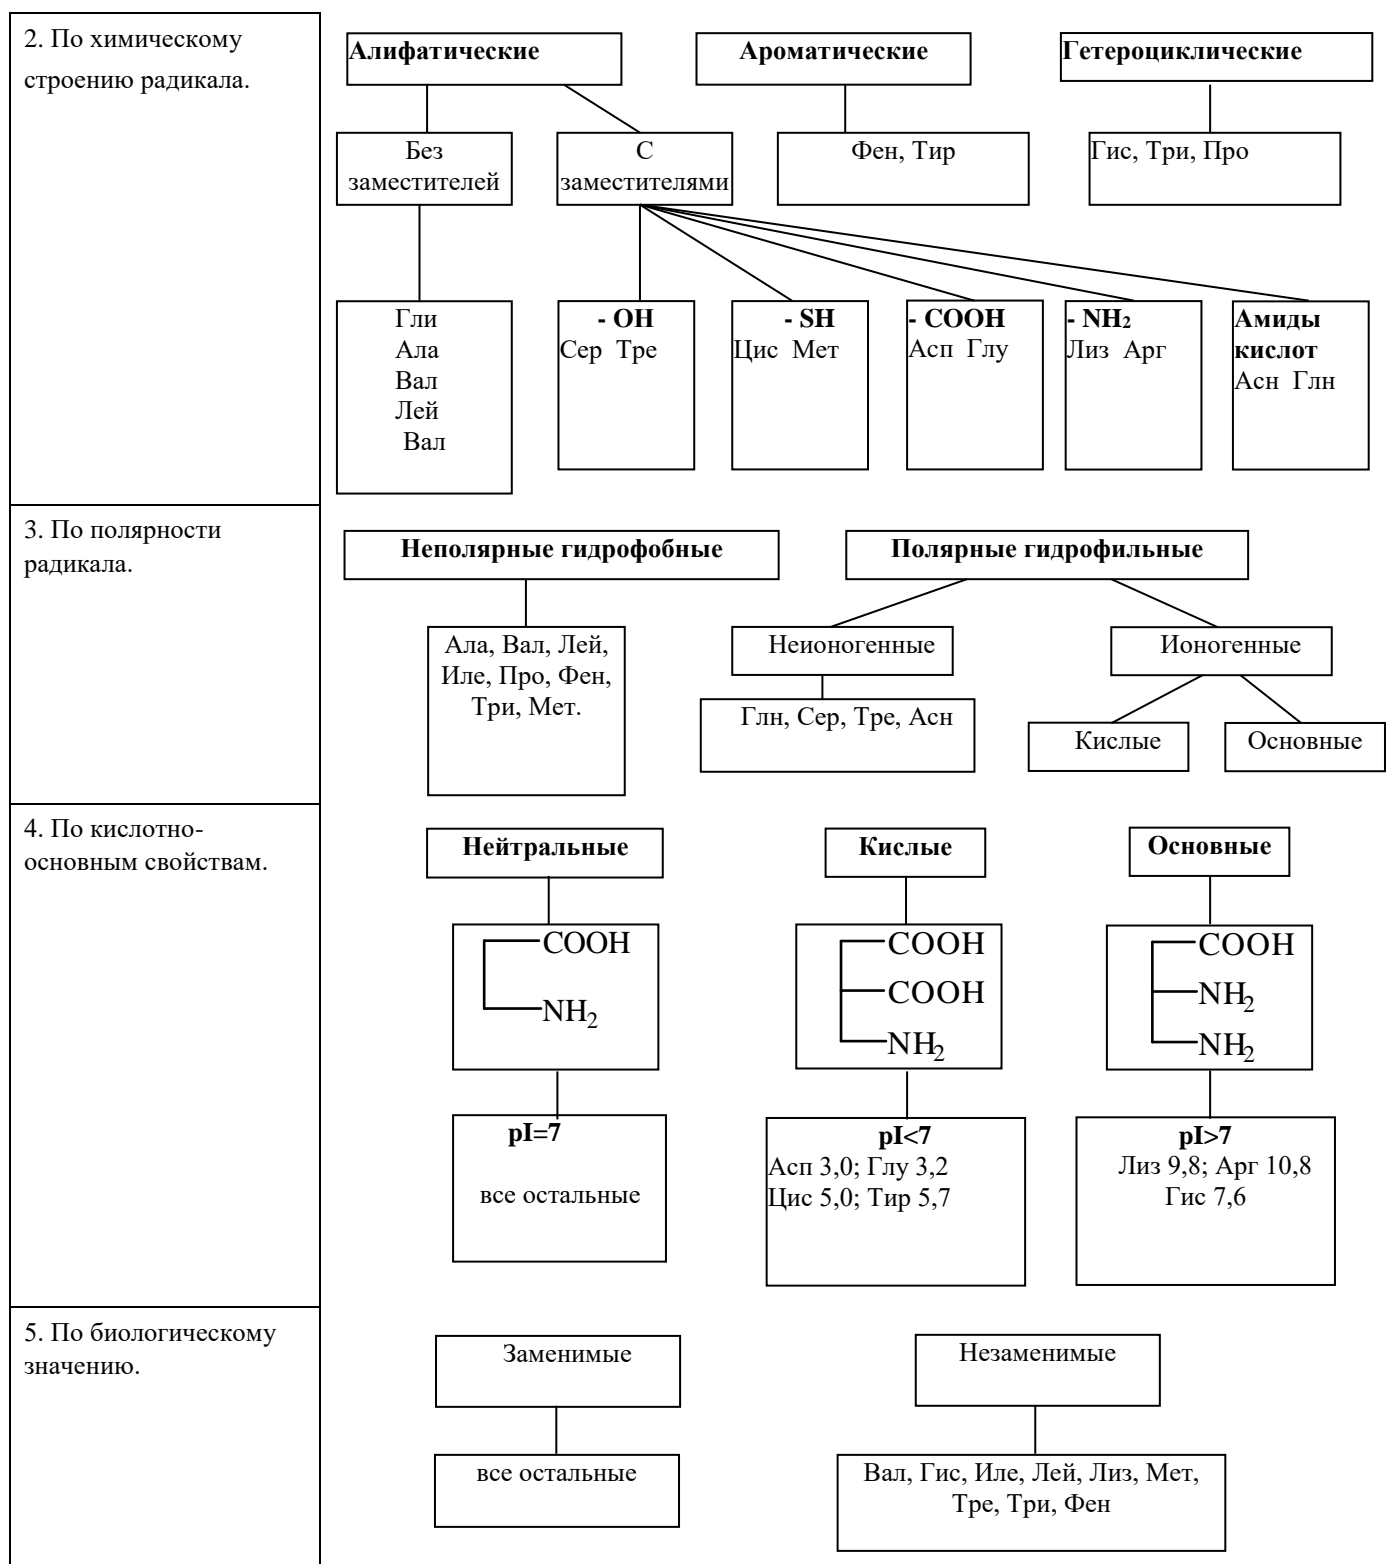 2. По химическому
строению радикала.
Алифатические
Ароматические
Гетероциклические
Без
заместителей
С
заместителями
Фен, Тир
Гис, Три, Про
Гли
Ала
Вал
Лей
Вал
- OH
Сер Тре
- SH
Цис Мет
- COOH
Асп Глу
- NH₂
Лиз Арг
Амиды
кислот
Асн Глн
3. По полярности
радикала.
Неполярные гидрофобные
Полярные гидрофильные
Ала, Вал, Лей,
Иле, Про, Фен,
Три, Мет.
Неионогенные
Ионогенные
Глн, Сер, Тре, Асн
Кислые
Основные
4. По кислотно-
основным свойствам.
Нейтральные
Кислые
Основные
COOH
NH₂
COOH
COOH
NH₂
COOH
NH₂
NH₂
pI=7
все остальные
pI<7
Асп 3,0; Глу 3,2
Цис 5,0; Тир 5,7
pI>7
Лиз 9,8; Арг 10,8
Гис 7,6
5. По биологическому
значению.
Заменимые
Незаменимые
все остальные
Вал, Гис, Иле, Лей, Лиз, Мет,
Тре, Три, Фен